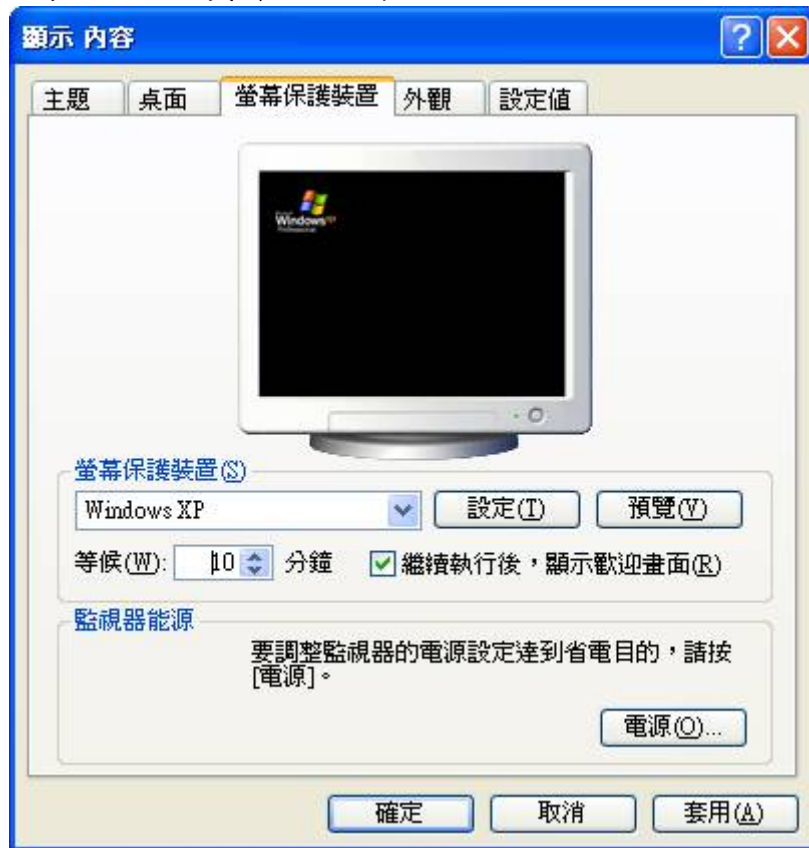 顯示 內容
主題 桌面 螢幕保護裝置 外觀 設定值
Windows xp
螢幕保護裝置(S)
Windows XP 設定(T) 預覽(V)
等候(W): 10 分鐘 繼續執行後，顯示歡迎畫面(R)
監視器能源
要調整監視器的電源設定達到省電目的，請按
[電源]。
電源(O)...
確定 取消 套用(A)